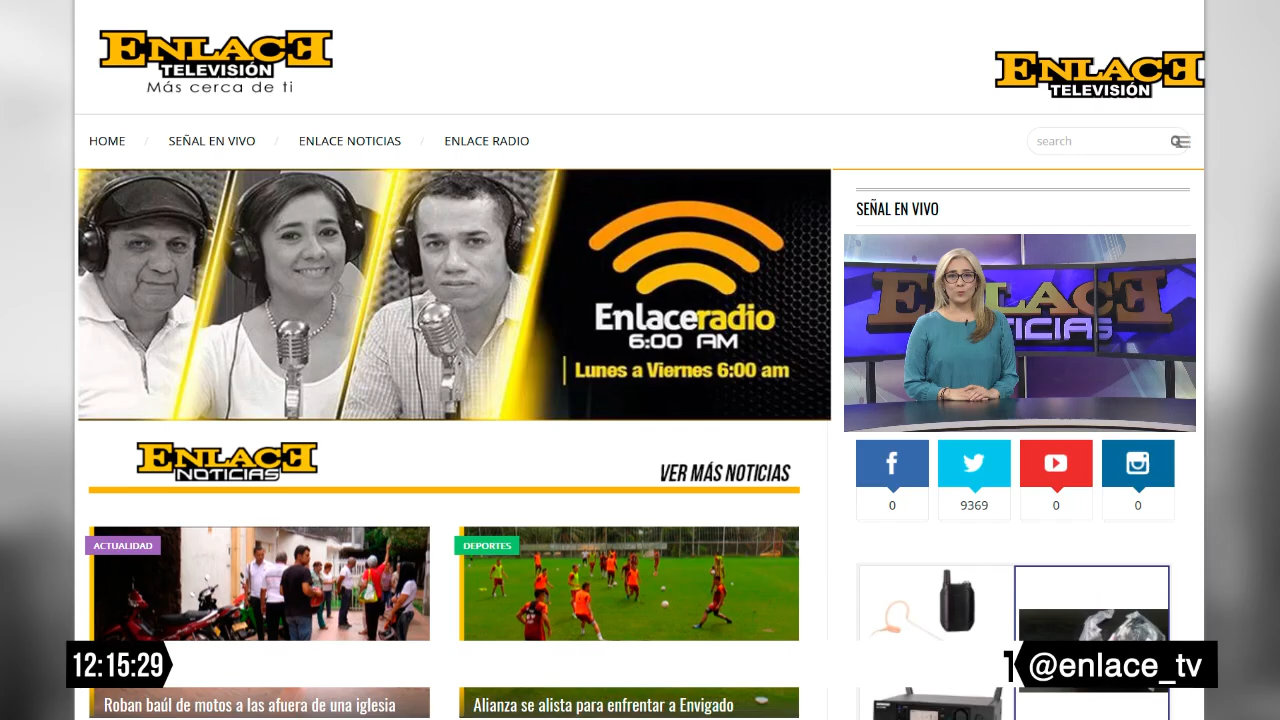 ENLACE
TELEVISIÓN
Más cerca de ti
ENLACE
TELEVISIÓN
HOME / SEÑAL EN VIVO / ENLACE NOTICIAS / ENLACE RADIO
search
SEÑAL EN VIVO
Enlaceradio
6:00 AM
Lunes a Viernes 6:00 am
ENLACE
NOTICIAS
0
9369
0
0
ENLACE
NOTICIAS
VER MÁS NOTICIAS
ACTUALIDAD
DEPORTES
12:15:29
@enlace_tv
Roban baúl de motos a las afuera de una iglesia
Alianza se alista para enfrentar a Envigado